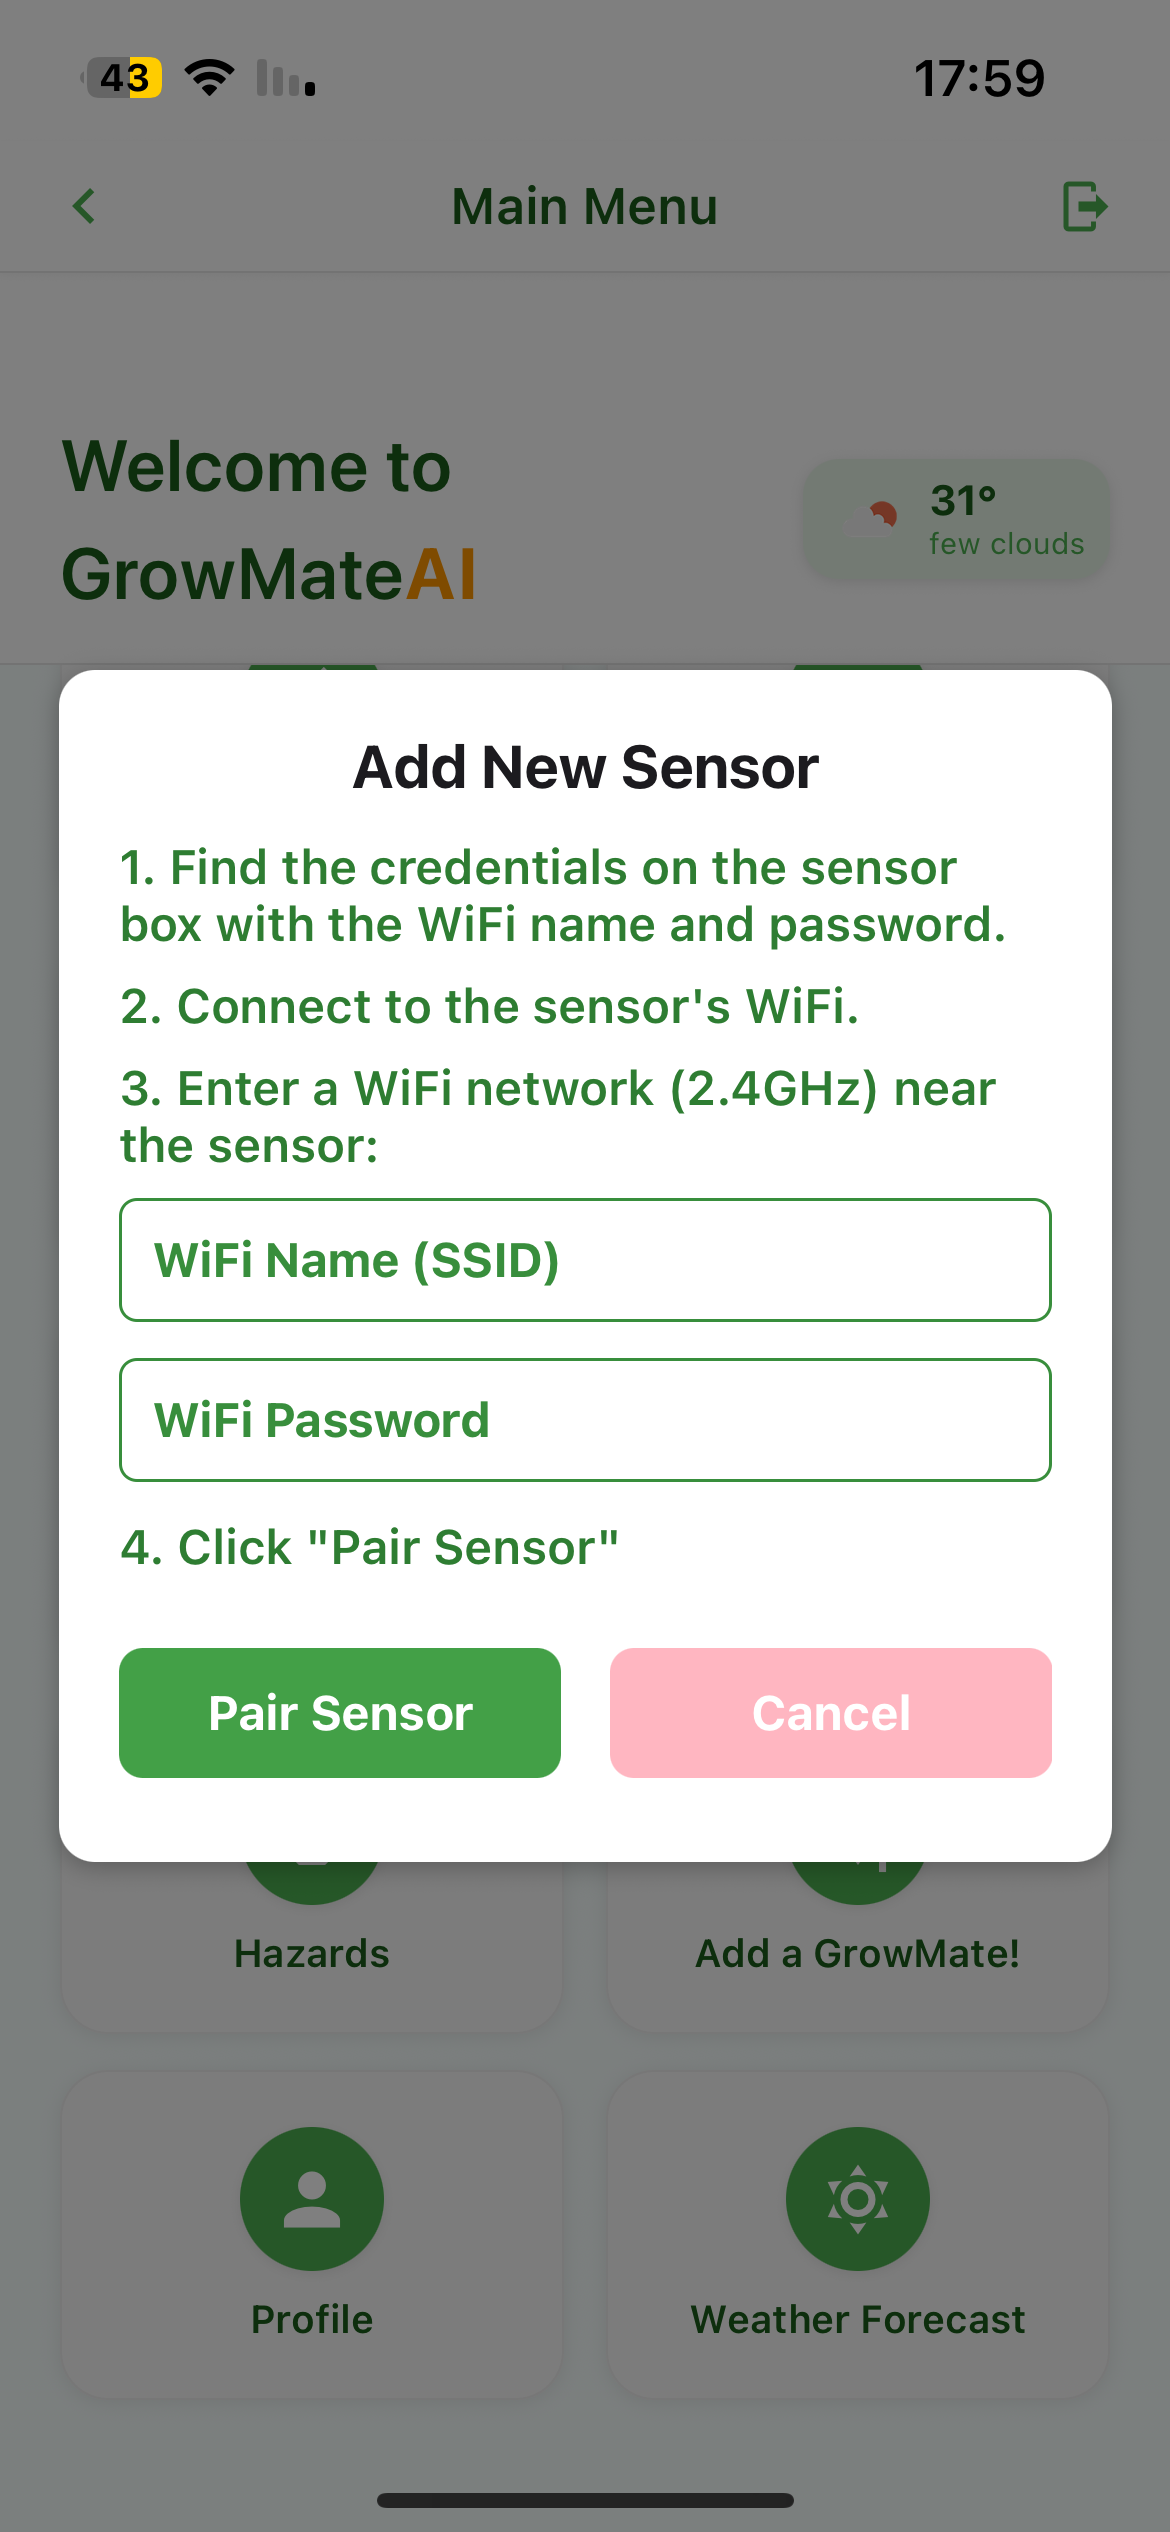 43
17:59
Main Menu
Welcome to
GrowMateAI
31°
few clouds
Add New Sensor
1. Find the credentials on the sensor
box with the WiFi name and password.
2. Connect to the sensor's WiFi.
3. Enter a WiFi network (2.4GHz) near
the sensor:
WiFi Name (SSID)
WiFi Password
4. Click "Pair Sensor"
Pair Sensor
Cancel
Hazards
Add a GrowMate!
Profile
Weather Forecast